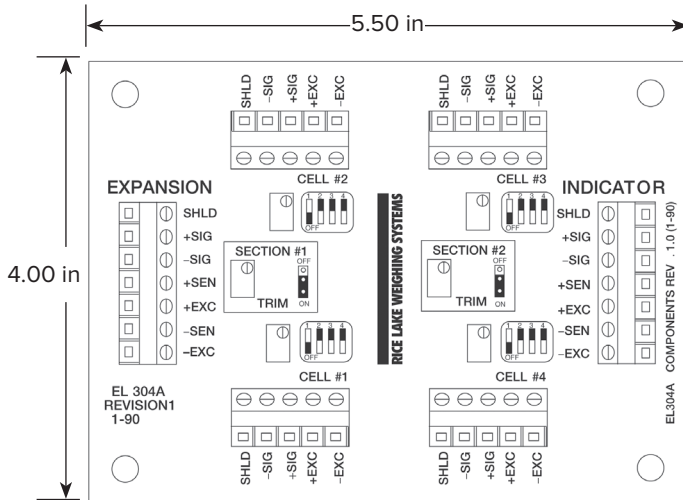 5.50 in
4.00 in
SHLD
–SIG
+SIG
+EXC
–EXC
CELL #2
1 2 3 4
OFF
SHLD
–SIG
+SIG
+EXC
–EXC
CELL #3
1 2 3 4
OFF
EXPANSION
SHLD
+SIG
–SIG
+SEN
+EXC
–SEN
–EXC
SECTION #1
OFF
TRIM
ON
RICE LAKE WEIGHING SYSTEMS
SECTION #2
OFF
TRIM
ON
INDICATOR
SHLD
+SIG
–SIG
+SEN
+EXC
–SEN
–EXC
EL304A COMPONENTS REV . 1.0 (1-90)
1 2 3 4
OFF
CELL #1
1 2 3 4
OFF
CELL #4
EL 304A
REVISION1
1-90
SHLD
–SIG
+SIG
+EXC
–EXC
SHLD
–SIG
+SIG
+EXC
–EXC